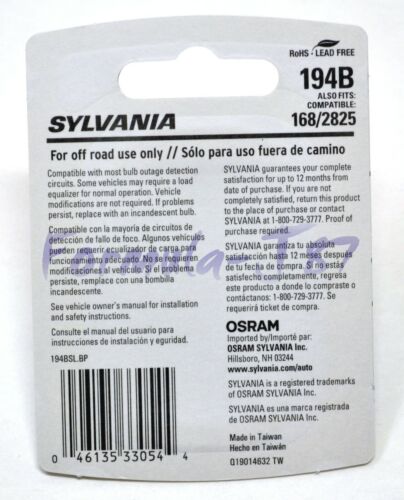 RoHS - LEAD FREE
194B
ALSO FITS:
COMPATIBLE:
168/2825
SYLVANIA
For off road use only // Sólo para uso fuera de camino
Compatible with most bulb outage detection
circuits. Some vehicles may require a load
equalizer for normal operation. Vehicle
modifications are not required. If problems
persist, replace with an incandescent bulb.
Compatible con la mayoría de circuitos de
detección de fallo de foco. Algunos vehículos
pueden requerir ecualizador de carga para
funcionar adecuadamente. No se requieren
modificaciones al vehículo. Si el problema
persiste, remplace con una bombilla
incandescent.
See vehicle owner's manual for installation
and safety instructions.
Consulte el manual del usuario para
instrucciones de instalación y seguridad.
194BSL.BP
0 46135 33054 4
SYLVANIA guarantees your complete
satisfaction for up to 12 months from
date of purchase. If you are not
completely satisfied, return this product
to the place of purchase or contact
SYLVANIA at 1-800-729-3777. Proof of
purchase required.
SYLVANIA garantiza tu absoluta
satisfacción hasta 12 meses después
de tu fecha de compra. Si no estás
satisfecho completamente, regresa
este producto a donde lo compraste o
contáctanos: 1-800-729-3777. Se
requerirá ticket de compra.
OSRAM
Imported by/Importado par:
OSRAM SYLVANIA Inc.
Hillsboro, NH 03244
www.sylvania.com/auto
SYLVANIA is a registered trademarks
of OSRAM SYLVANIA Inc.
SYLVANIA es una marca registrada
de OSRAM SYLVANIA Inc.
Made in Taiwan
Hecho en Taiwan
Q19014632 TW